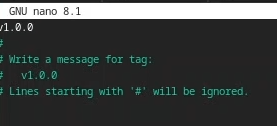 GNU nano 8.1
v1.0.0
#
# Write a message for tag:
#   v1.0.0
# Lines starting with '#' will be ignored.